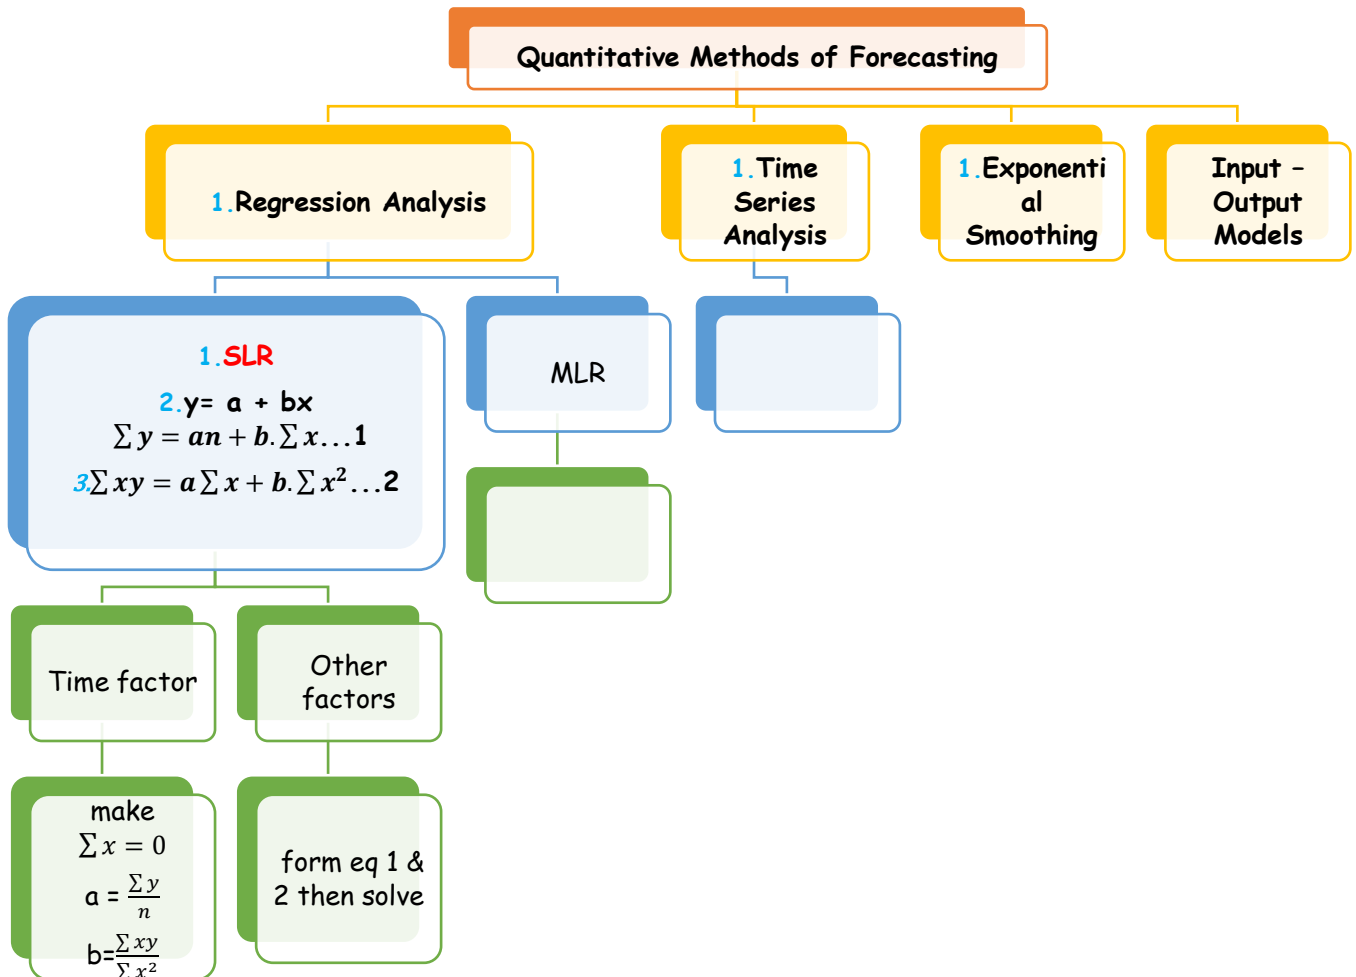 Quantitative Methods of Forecasting
1.Regression Analysis
1.Time
Series
Analysis
1.Exponenti
al
Smoothing
Input –
Output
Models
1.SLR
2.y= a + bx
∑ y = an + b. ∑ x...1
3.∑ xy = a ∑ x + b. ∑ x²...2
MLR
Time factor
Other
factors
make
∑ x = 0
a = ∑ y / n
b= ∑ xy / ∑ x²
form eq 1 &
2 then solve